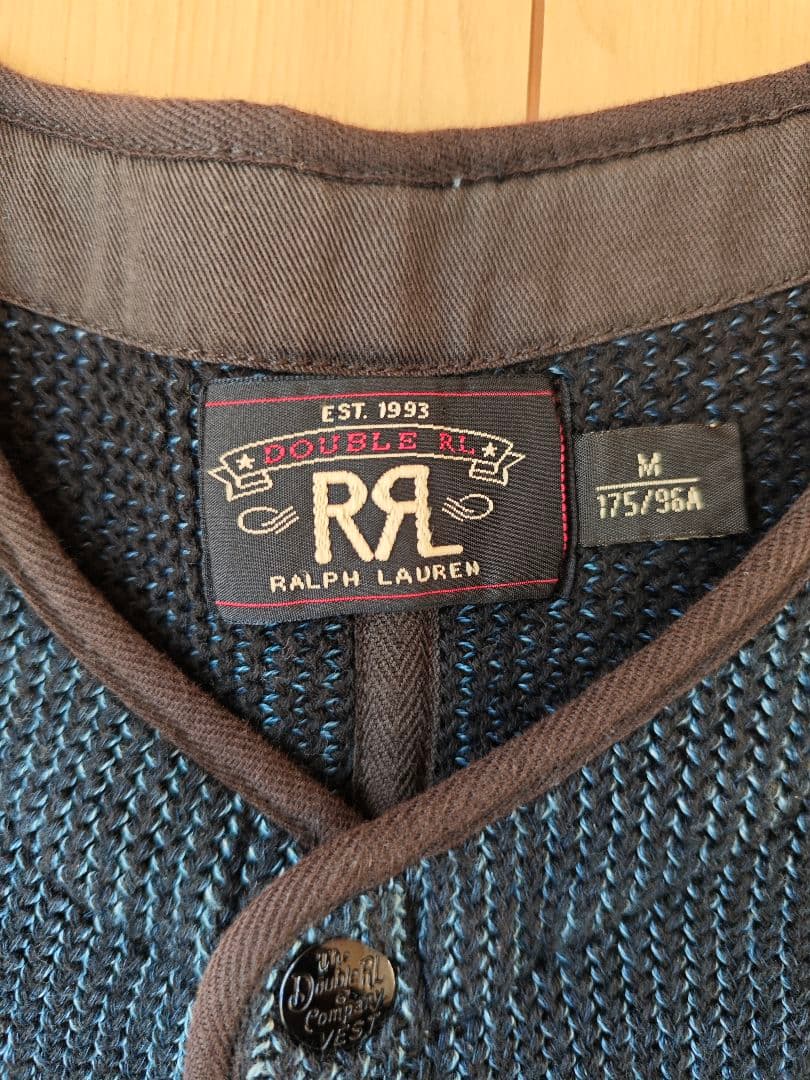 EST. 1993
DOUBLE RL
RRL
RALPH LAUREN
M
175/96A
The
Double RL
& Company
VEST